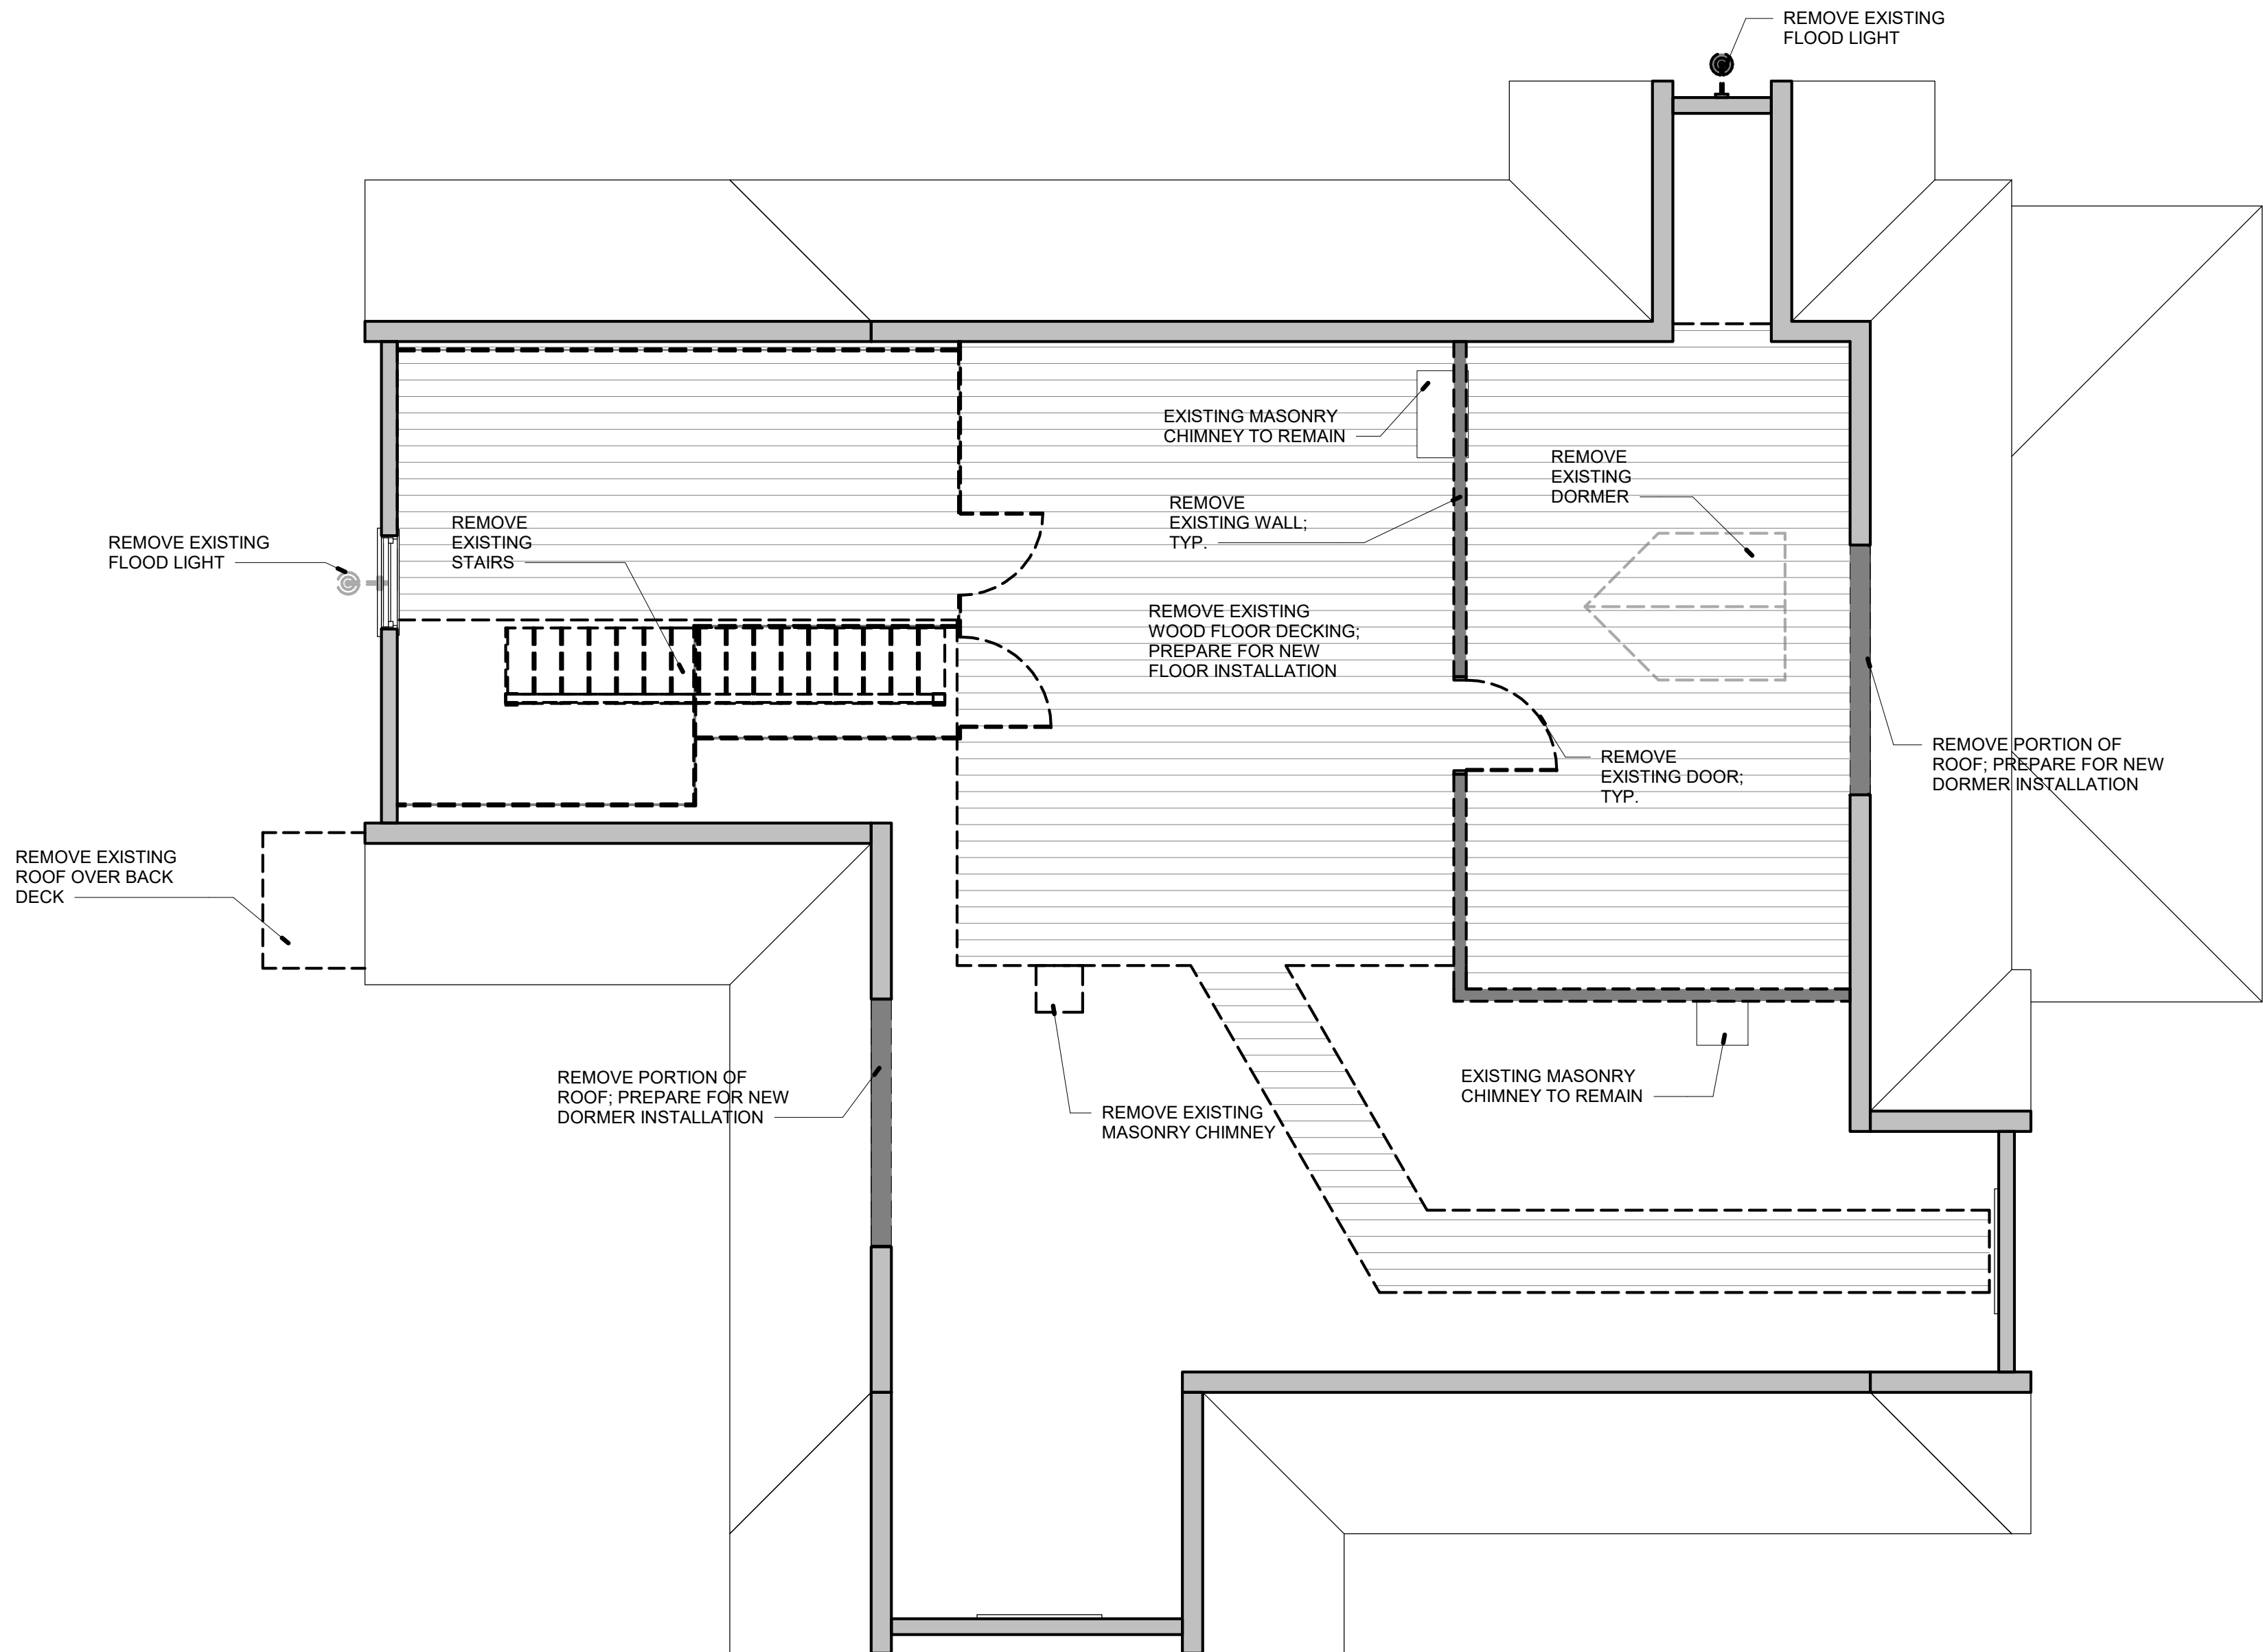 REMOVE EXISTING
FLOOD LIGHT
EXISTING MASONRY
CHIMNEY TO REMAIN
REMOVE
EXISTING
DORMER
REMOVE
EXISTING WALL;
TYP.
REMOVE
EXISTING
STAIRS
REMOVE EXISTING
FLOOD LIGHT
REMOVE EXISTING
WOOD FLOOR DECKING;
PREPARE FOR NEW
FLOOR INSTALLATION
REMOVE PORTION OF
ROOF; PREPARE FOR NEW
DORMER INSTALLATION
REMOVE
EXISTING DOOR;
TYP.
REMOVE EXISTING
ROOF OVER BACK
DECK
REMOVE PORTION OF
ROOF; PREPARE FOR NEW
DORMER INSTALLATION
REMOVE EXISTING
MASONRY CHIMNEY
EXISTING MASONRY
CHIMNEY TO REMAIN